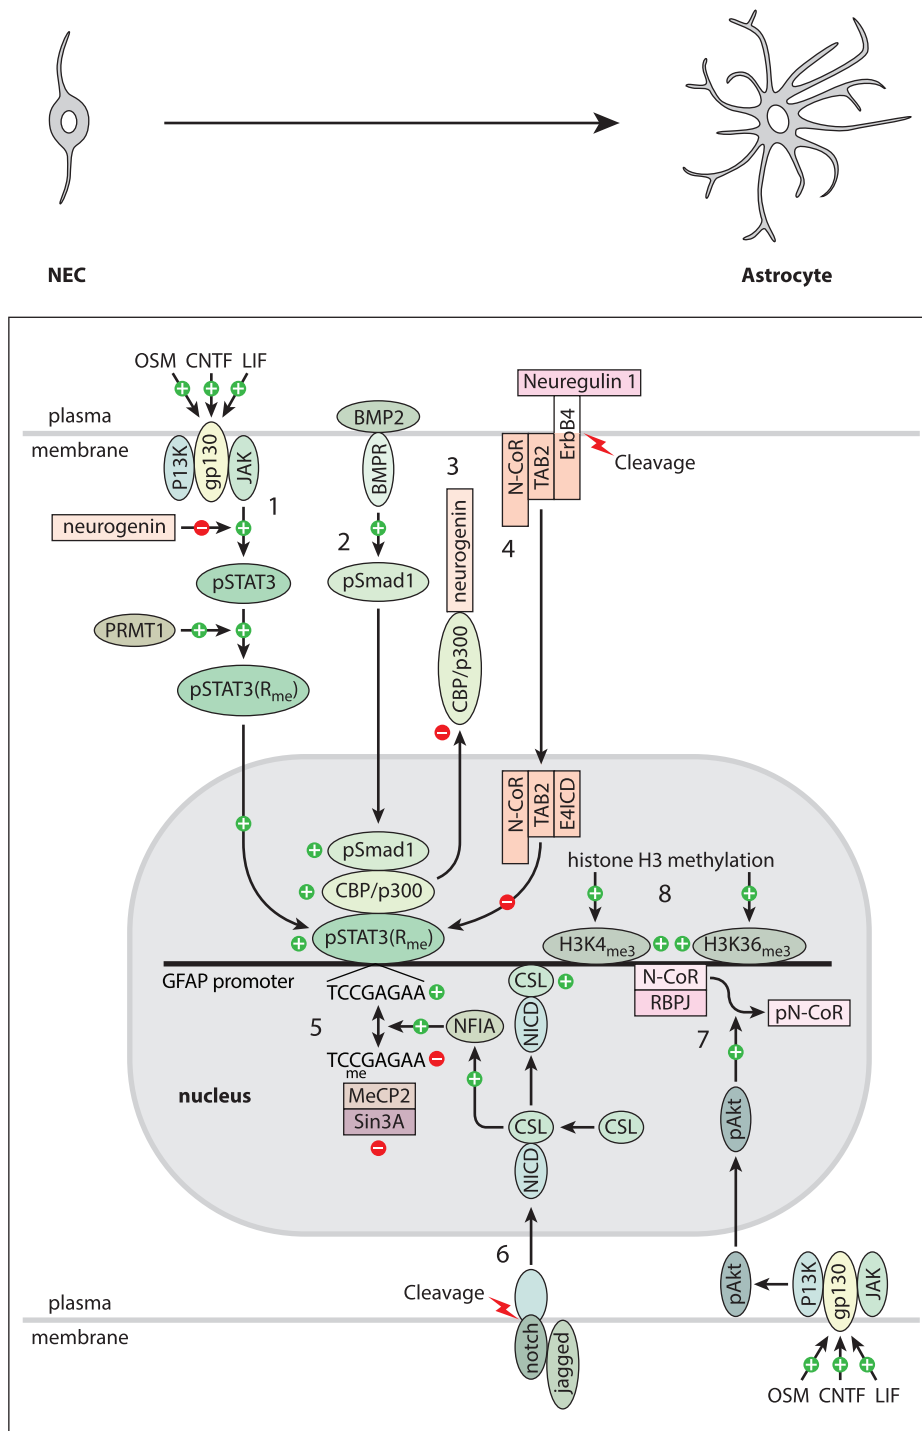 NEC
Astrocyte
OSM CNTF LIF
plasma
membrane
P13K
gp130
JAK
1
neurogenin
pSTAT3
PRMT1
pSTAT3(Rme)
BMP2
BMPR
2
pSmad1
3
neurogenin
CBP/p300
Neuregulin 1
ErbB4
N-CoR
TAB2
Cleavage
4
N-CoR
TAB2
E4ICD
pSmad1
CBP/p300
pSTAT3(Rme)
histone H3 methylation
8
H3K4me3
H3K36me3
GFAP promoter
TCCGAGAA
5
NFIA
TCCGAGAA
me
MeCP2
Sin3A
nucleus
CSL
NICD
CSL
CSL
NICD
N-CoR
RBPJ
pN-CoR
7
pAkt
6
Cleavage
notch
jagged
plasma
membrane
pAkt
P13K
gp130
JAK
OSM CNTF LIF